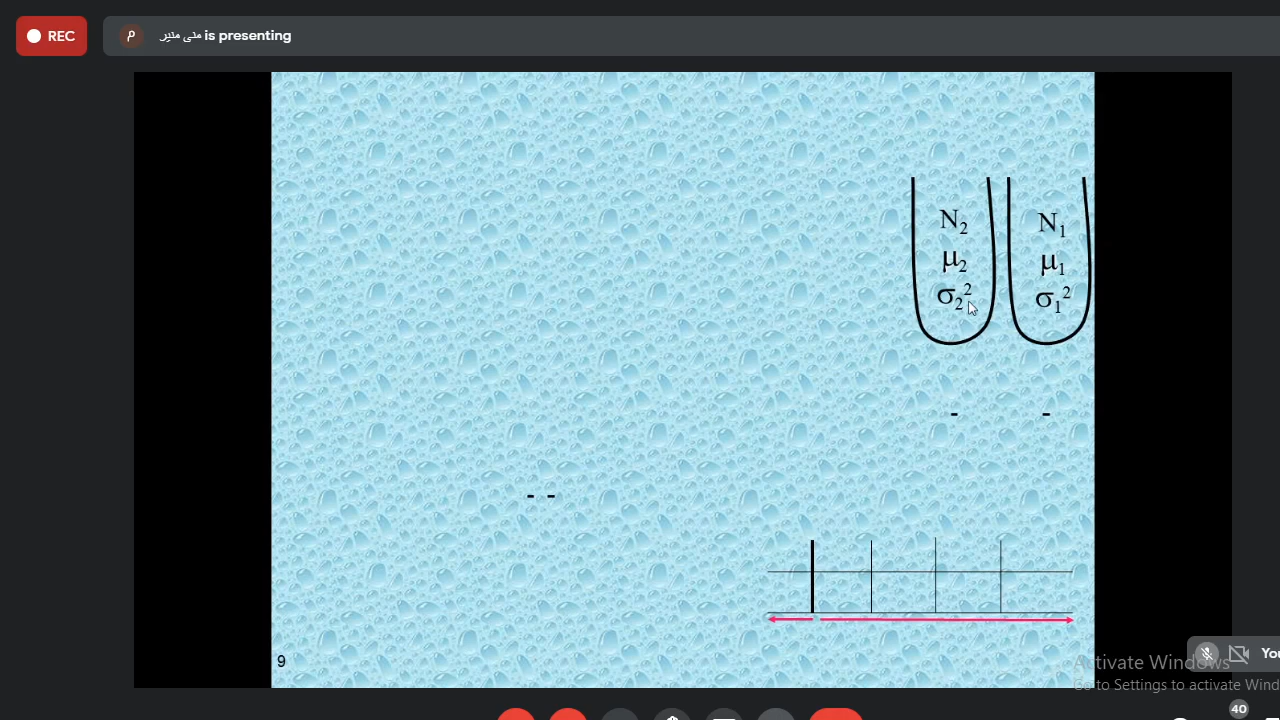 REC
منى منير is presenting
N₂
μ₂
σ₂²
N₁
μ₁
σ₁²
-
-
- -
9
Activate Windows
Go to Settings to activate Wind
You
40